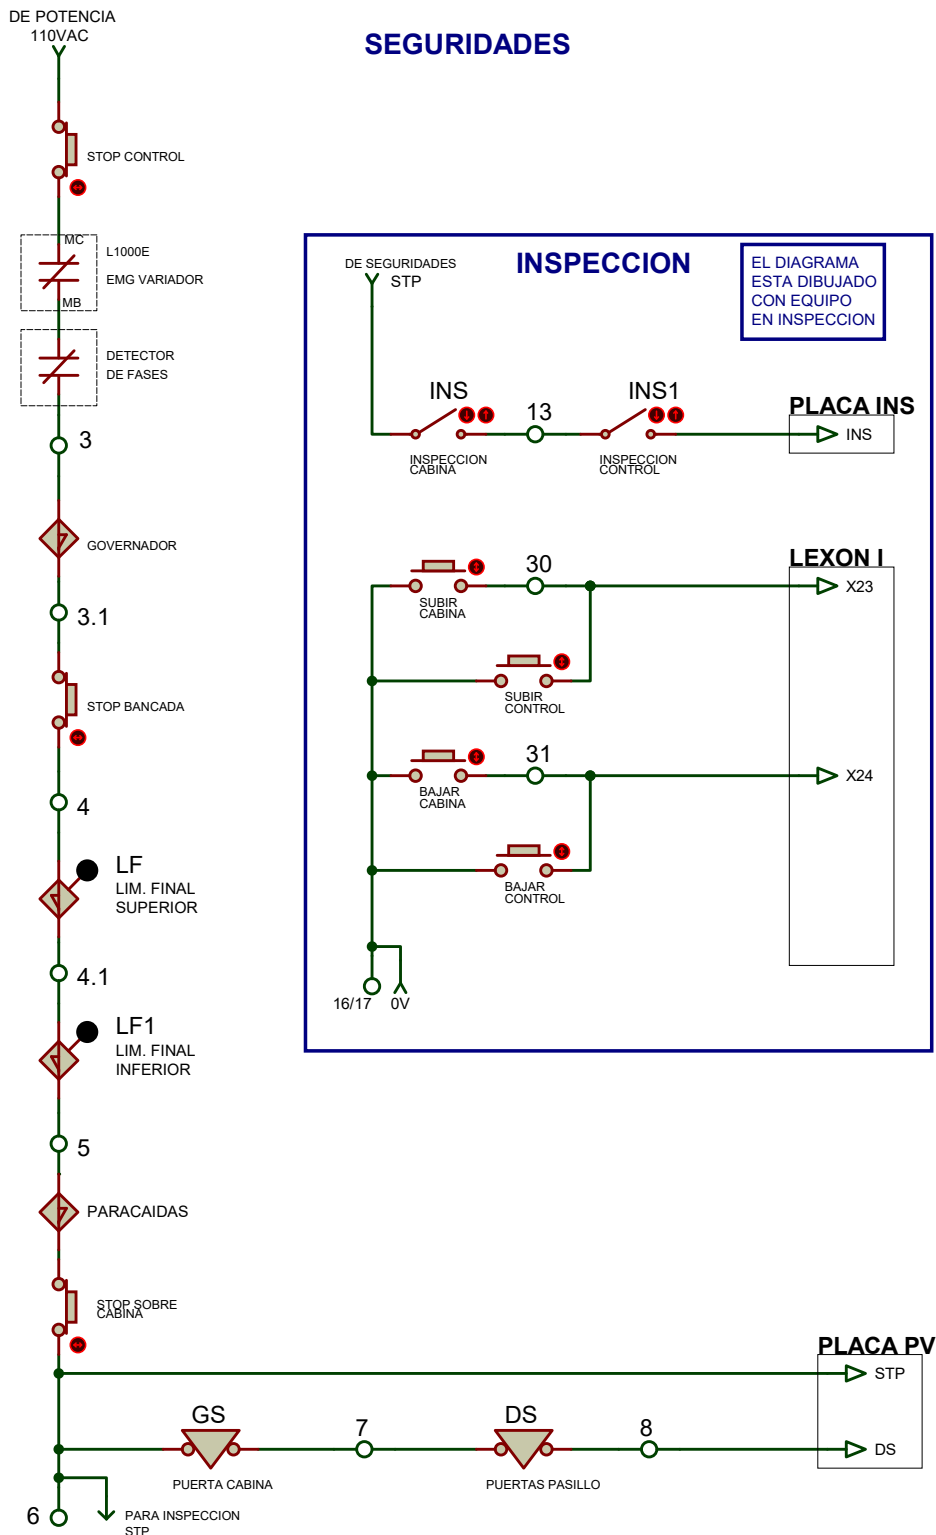 DE POTENCIA
110VAC
SEGURIDADES
STOP CONTROL
MC
L1000E
EMG VARIADOR
MB
DETECTOR
DE FASES
3
GOVERNADOR
3.1
STOP BANCADA
4
LF
LIM. FINAL
SUPERIOR
4.1
LF1
LIM. FINAL
INFERIOR
5
PARACAIDAS
STOP SOBRE
CABINA
INSPECCION
DE SEGURIDADES
STP
EL DIAGRAMA
ESTA DIBUJADO
CON EQUIPO
EN INSPECCION
INS
13
INS1
INSPECCION
CABINA
INSPECCION
CONTROL
PLACA INS
INS
30
SUBIR
CABINA
LEXON I
X23
SUBIR
CONTROL
31
BAJAR
CABINA
X24
BAJAR
CONTROL
16/17
0V
PLACA PV
STP
GS
7
DS
8
DS
PUERTA CABINA
PUERTAS PASILLO
6
PARA INSPECCION
STP